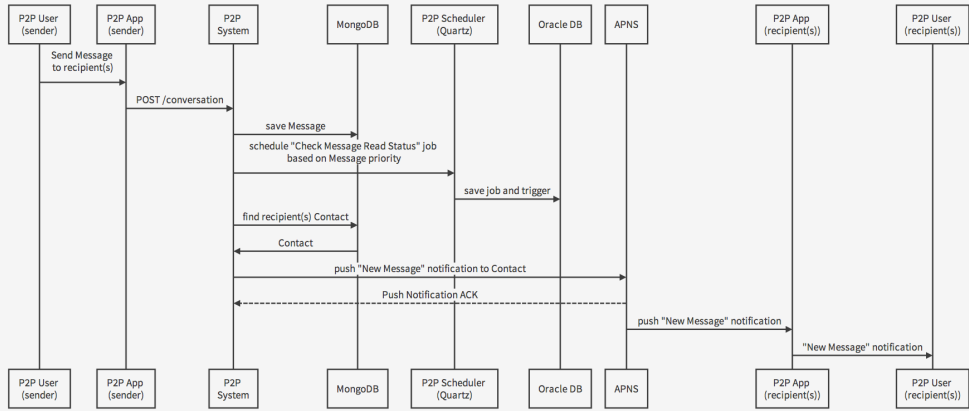 P2P User
(sender)
P2P App
(sender)
P2P
System
MongoDB
P2P Scheduler
(Quartz)
Oracle DB
APNS
P2P App
(recipient(s))
P2P User
(recipient(s))
Send Message
to recipient(s)
POST /conversation
save Message
schedule "Check Message Read Status" job
based on Message priority
save job and trigger
find recipient(s) Contact
Contact
push "New Message" notification to Contact
Push Notification ACK
push "New Message" notification
"New Message" notification
P2P User
(sender)
P2P App
(sender)
P2P
System
MongoDB
P2P Scheduler
(Quartz)
Oracle DB
APNS
P2P App
(recipient(s))
P2P User
(recipient(s))